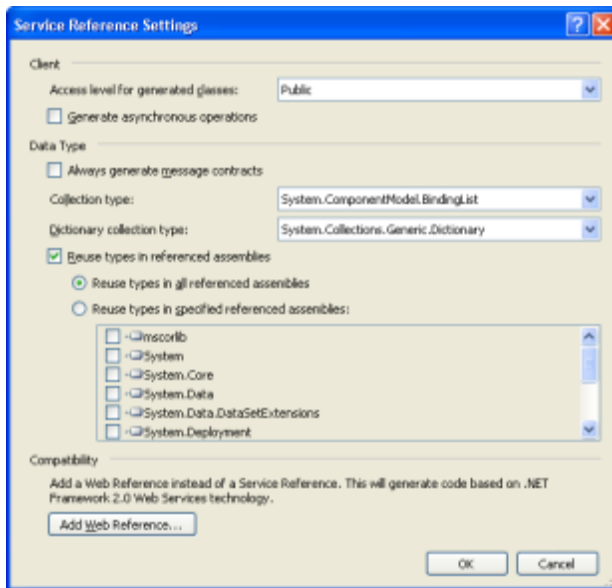 Service Reference Settings
Client
Access level for generated classes:
Public
Generate asynchronous operations
Data Type
Always generate message contracts
Collection type:
System.ComponentModel.BindingList
Dictionary collection type:
System.Collections.Generic.Dictionary
Reuse types in referenced assemblies
Reuse types in all referenced assemblies
Reuse types in specified referenced assemblies:
mscorlib
System
System.Core
System.Data
System.Data.DataSetExtensions
System.Deployment
Compatibility
Add a Web Reference instead of a Service Reference. This will generate code based on .NET
Framework 2.0 Web Services technology.
Add Web Reference...
OK
Cancel